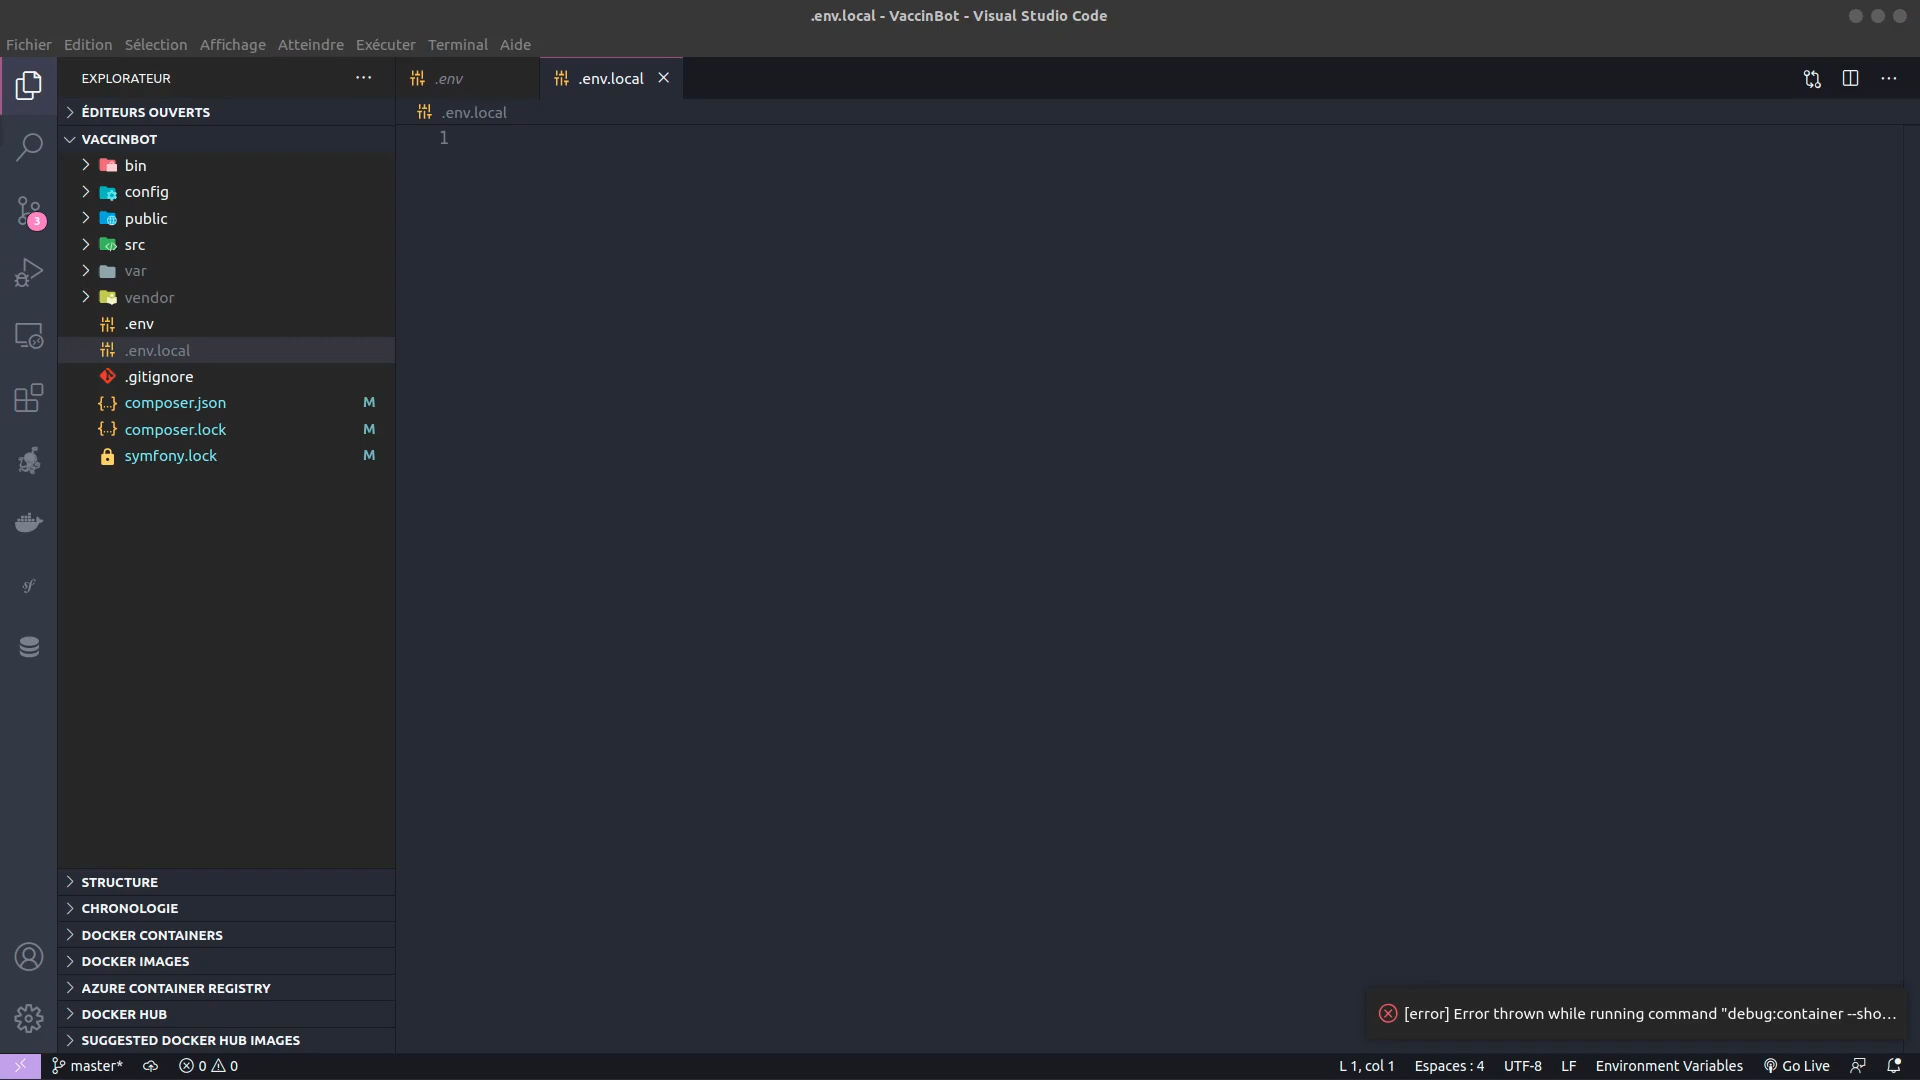 .env.local - VaccinBot - Visual Studio Code
Fichier Edition Sélection Affichage Atteindre Exécuter Terminal Aide
EXPLORATEUR
.env
.env.local
ÉDITEURS OUVERTS
.env.local
VACCINBOT
1
bin
config
public
3
src
var
vendor
.env
.env.local
.gitignore
composer.json M
composer.lock M
symfony.lock M
sf
STRUCTURE
CHRONOLOGIE
DOCKER CONTAINERS
DOCKER IMAGES
AZURE CONTAINER REGISTRY
DOCKER HUB
SUGGESTED DOCKER HUB IMAGES
[error] Error thrown while running command "debug:container --sho...
master* 0 0 L 1, col 1 Espaces : 4 UTF-8 LF Environment Variables Go Live